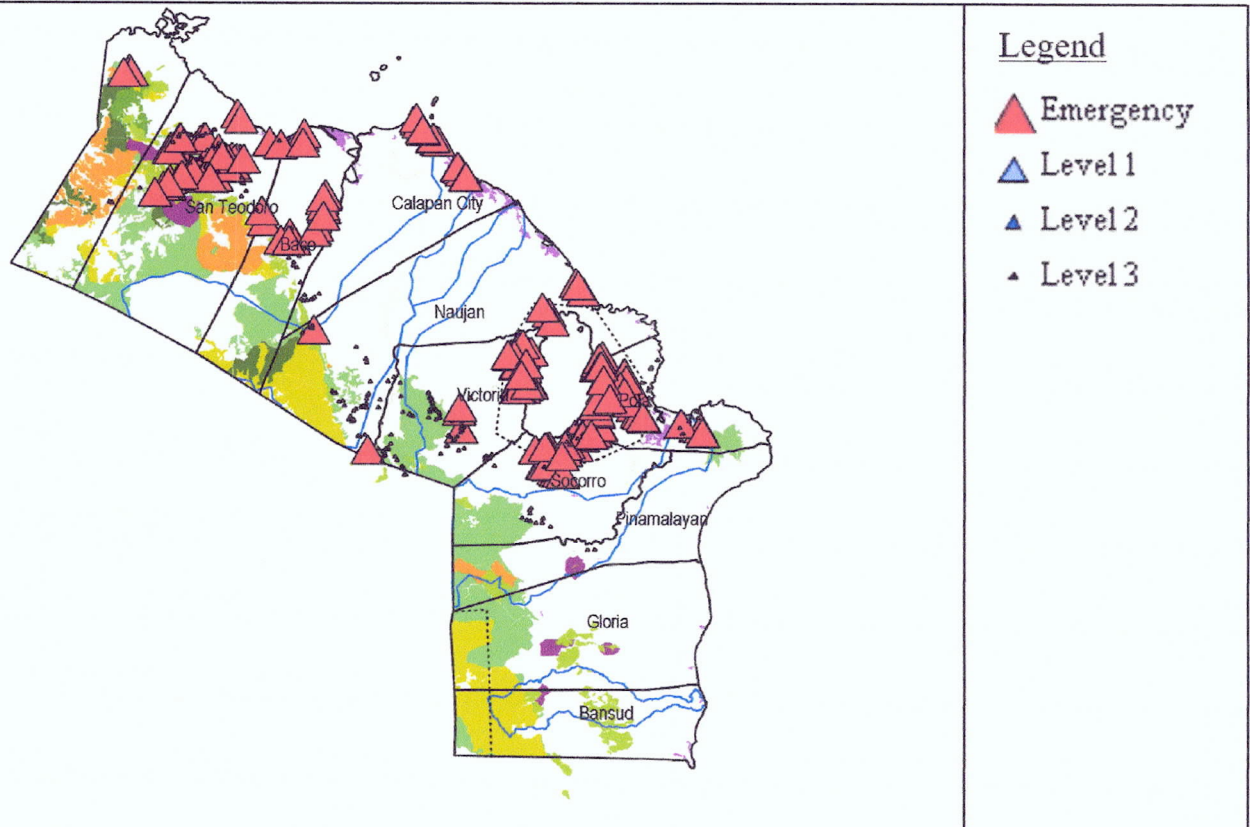 Legend
Emergency
Level 1
Level 2
Level 3
San Teodoro
Baco
Calapan City
Naujan
Victoria
Pola
Socorro
Pinamalayan
Gloria
Bansud